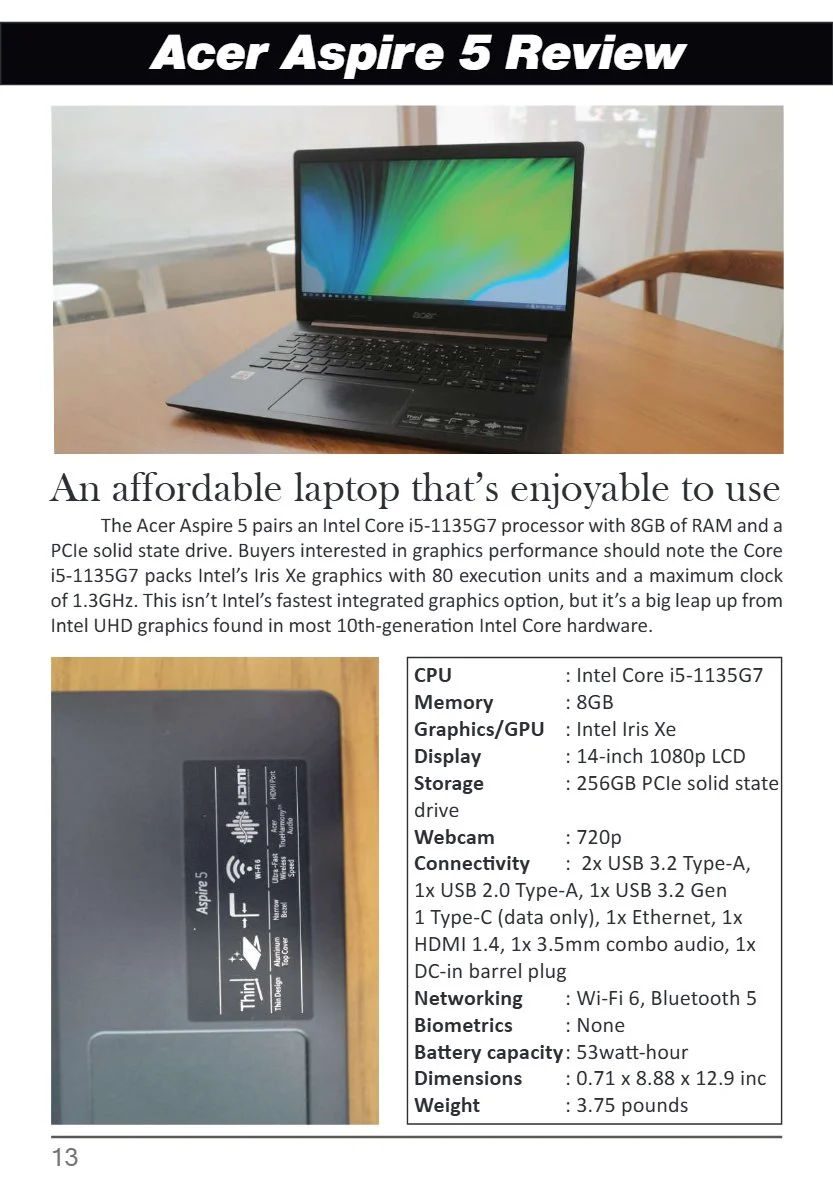 Acer Aspire 5 Review
acer
Aspire 5
An affordable laptop that’s enjoyable to use
The Acer Aspire 5 pairs an Intel Core i5-1135G7 processor with 8GB of RAM and a
PCIe solid state drive. Buyers interested in graphics performance should note the Core
i5-1135G7 packs Intel’s Iris Xe graphics with 80 execution units and a maximum clock
of 1.3GHz. This isn’t Intel’s fastest integrated graphics option, but it’s a big leap up from
Intel UHD graphics found in most 10th-generation Intel Core hardware.
Aspire 5
Thin Wi-Fi 6 HDMI
Thin Design Aluminum Top Cover Narrow Bezel Ultra-Fast Wireless Speed Acer TrueHarmony™ Audio HDMI Port
CPU : Intel Core i5-1135G7
Memory : 8GB
Graphics/GPU : Intel Iris Xe
Display : 14-inch 1080p LCD
Storage : 256GB PCIe solid state
drive
Webcam : 720p
Connectivity : 2x USB 3.2 Type-A,
1x USB 2.0 Type-A, 1x USB 3.2 Gen
1 Type-C (data only), 1x Ethernet, 1x
HDMI 1.4, 1x 3.5mm combo audio, 1x
DC-in barrel plug
Networking : Wi-Fi 6, Bluetooth 5
Biometrics : None
Battery capacity : 53watt-hour
Dimensions : 0.71 x 8.88 x 12.9 inc
Weight : 3.75 pounds
13